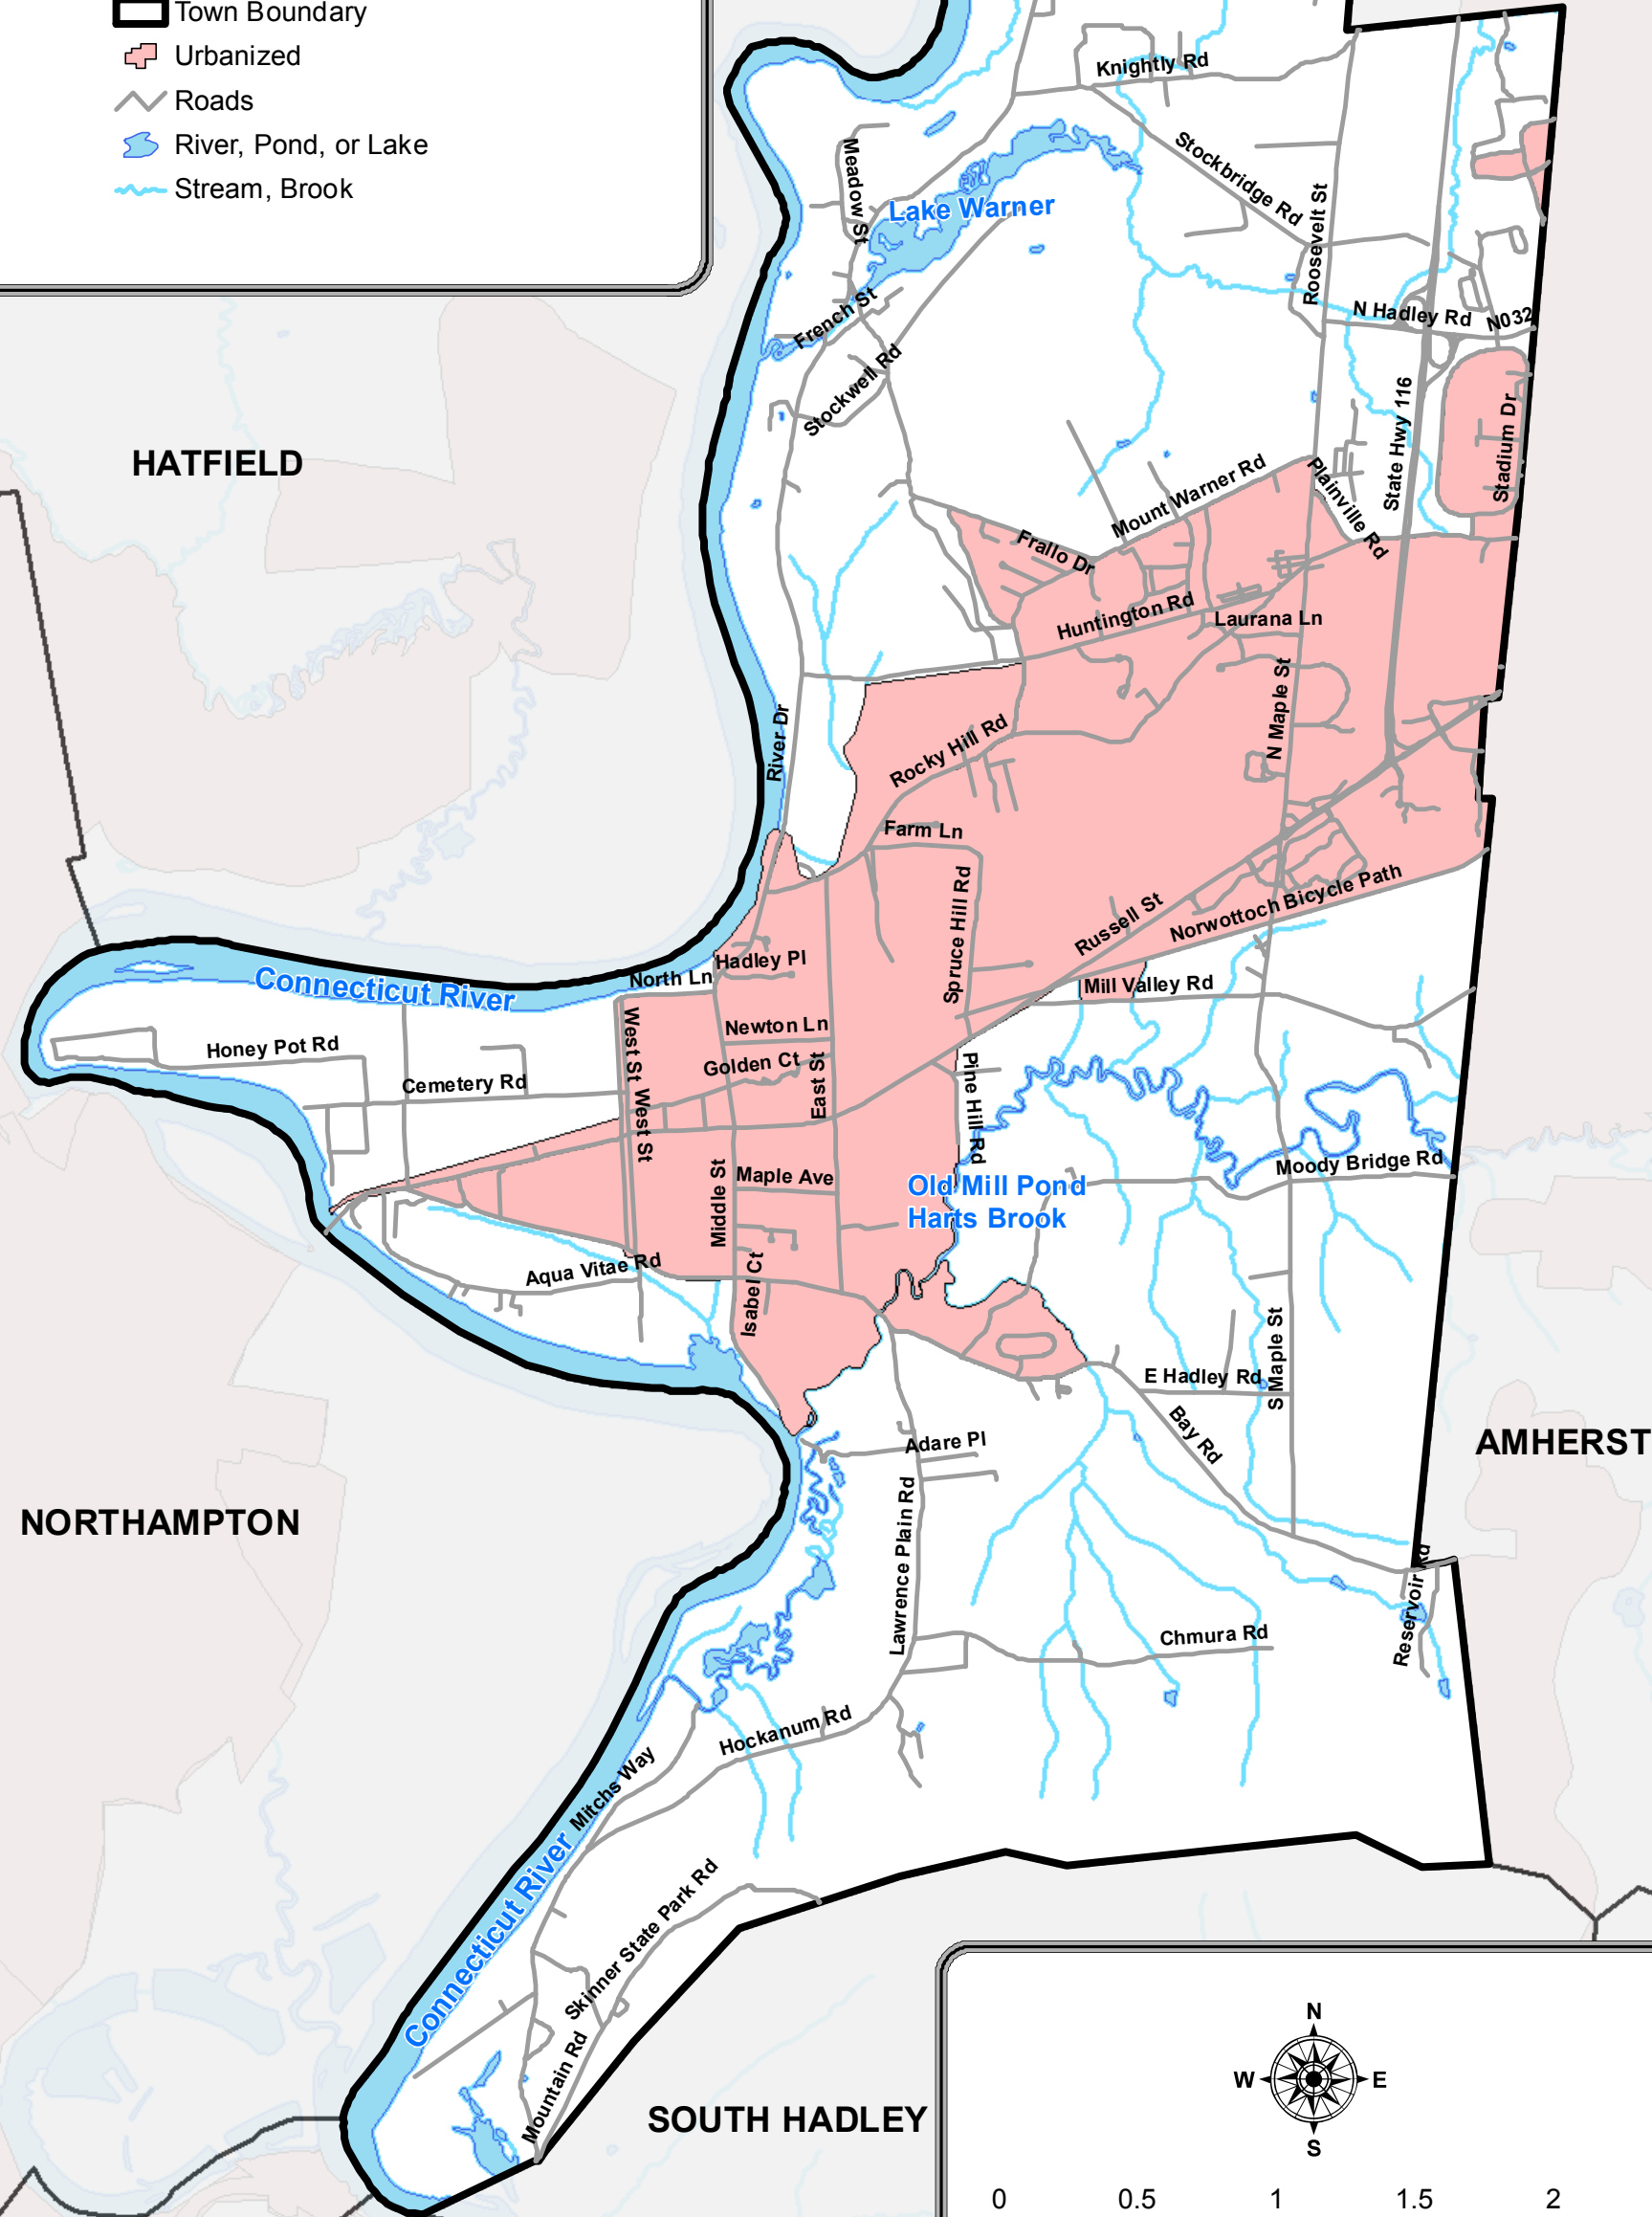 Town Boundary
Urbanized
Roads
River, Pond, or Lake
Stream, Brook
Knightly Rd
Stockbridge Rd
Meadow St
Lake Warner
Roosevelt St
French St
N Hadley Rd
N032
Stockwell Rd
State Hwy 116
Stadium Dr
HATFIELD
Mount Warner Rd
Plainville Rd
Frallo Dr
Huntington Rd
Laurana Ln
N Maple St
River Dr
Rocky Hill Rd
Farm Ln
Spruce Hill Rd
Russell St
Norwottoch Bicycle Path
Hadley Pl
North Ln
Connecticut River
Mill Valley Rd
West St
Newton Ln
Honey Pot Rd
Golden Ct
Cemetery Rd
East St
Pine Hill Rd
West St
Moody Bridge Rd
Middle St
Maple Ave
Old Mill Pond
Harts Brook
Aqua Vitae Rd
Isabel Ct
S Maple St
E Hadley Rd
Bay Rd
Adare Pl
AMHERST
NORTHAMPTON
Lawrence Plain Rd
Reservoir Rd
Chmura Rd
Hockanum Rd
Mitchs Way
Connecticut River
Skinner State Park Rd
Mountain Rd
SOUTH HADLEY
N
W E
S
0 0.5 1 1.5 2